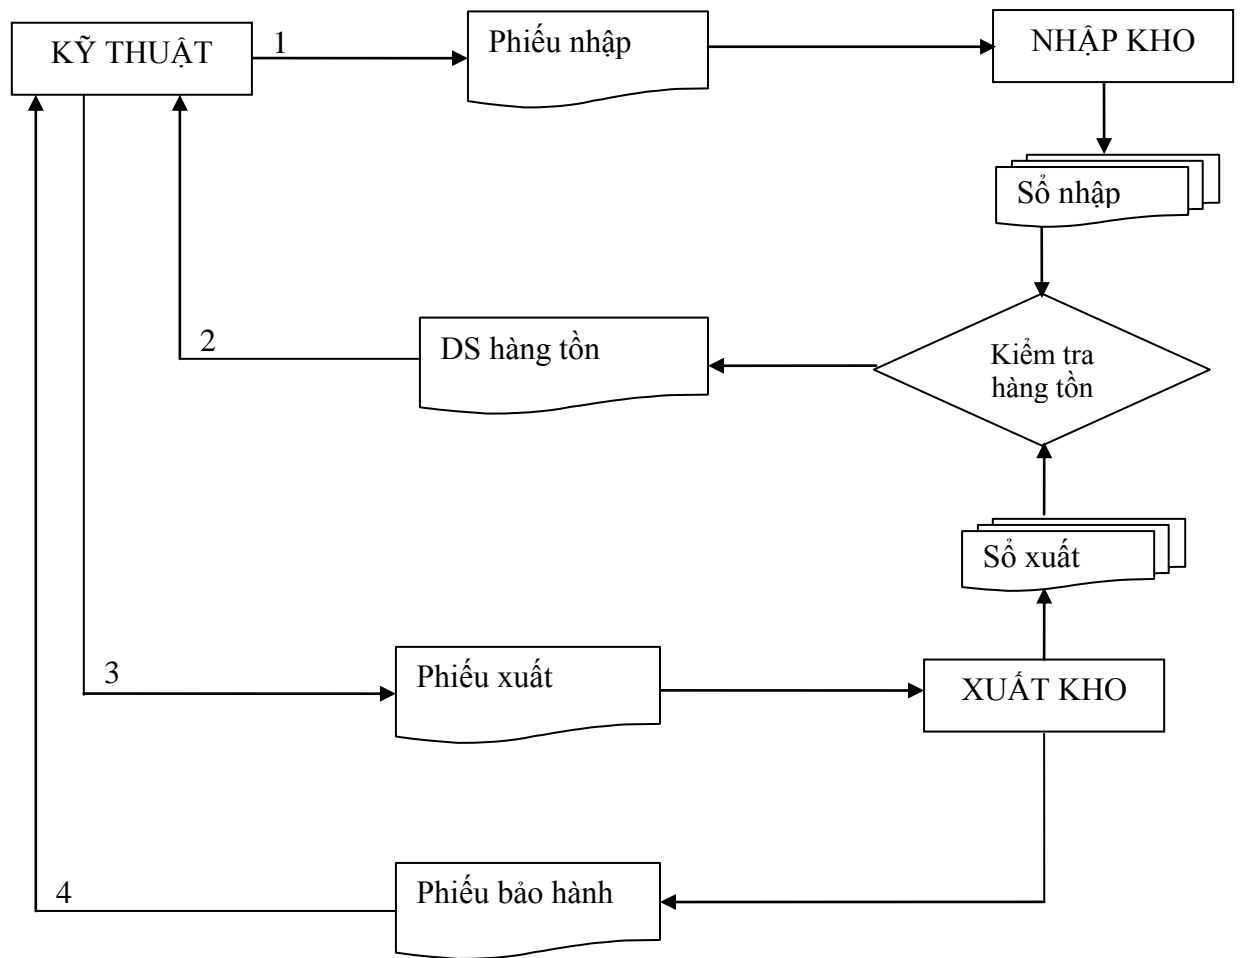 KỸ THUẬT
1
Phiếu nhập
NHẬP KHO
Sổ nhập
2
DS hàng tồn
Kiểm tra
hàng tồn
Sổ xuất
3
Phiếu xuất
XUẤT KHO
4
Phiếu bảo hành